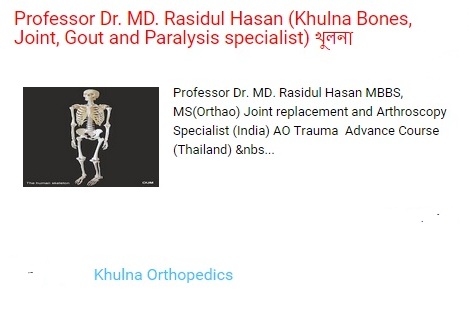 Professor Dr. MD. Rasidul Hasan (Khulna Bones,
Joint, Gout and Paralysis specialist) খুলনা
Professor Dr. MD. Rasidul Hasan MBBS,
MS(Orthao) Joint replacement and Arthroscopy
Specialist (India) AO Trauma Advance Course
(Thailand) &nbs...
The human skeleton
Khulna Orthopedics